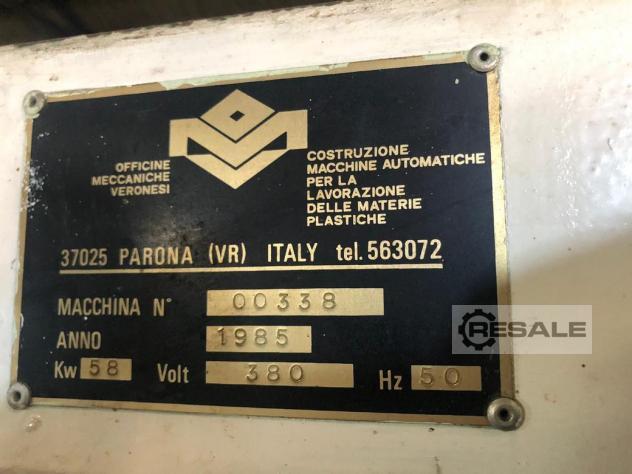 OFFICINE
MECCANICHE
VERONESI
COSTRUZIONE
MACCHINE AUTOMATICHE
PER LA
LAVORAZIONE
DELLE MATERIE
PLASTICHE
37025 PARONA (VR) ITALY tel. 563072
MACCHINA N° 00338
ANNO 1985
Kw 58 Volt 380 Hz 50
RESALE